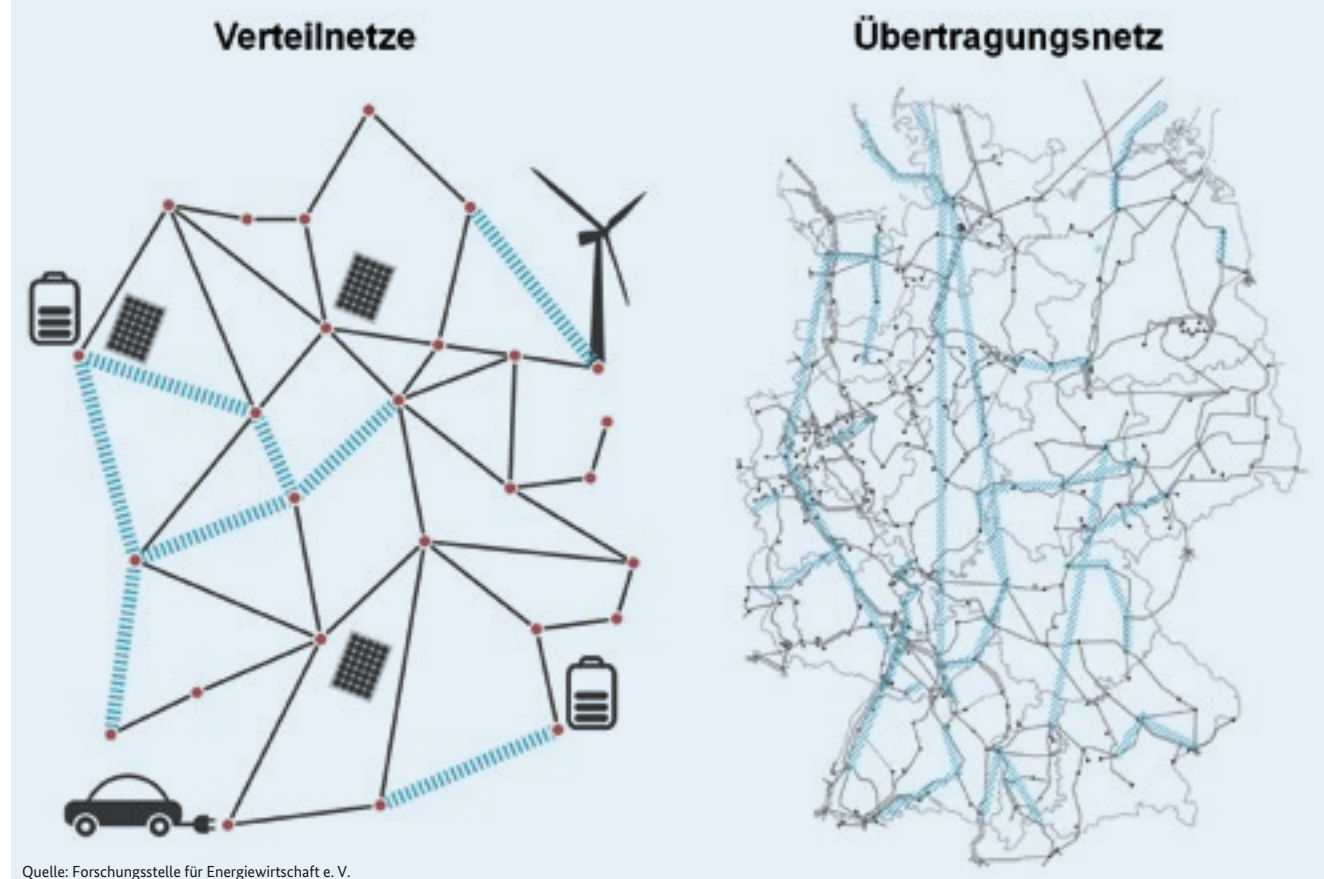 Verteilnetze
Übertragungsnetz
Quelle: Forschungsstelle für Energiewirtschaft e. V.